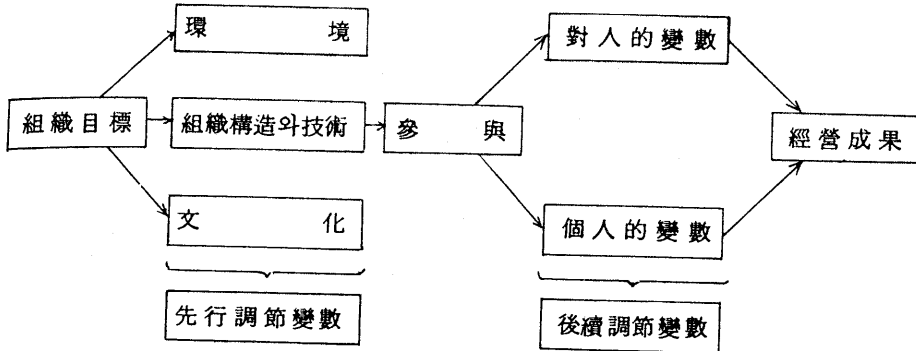 環 境
對人的變數
組織目標
組織構造와技術
參 與
經營成果
文 化
個人的變數
先行調節變數
後續調節變數